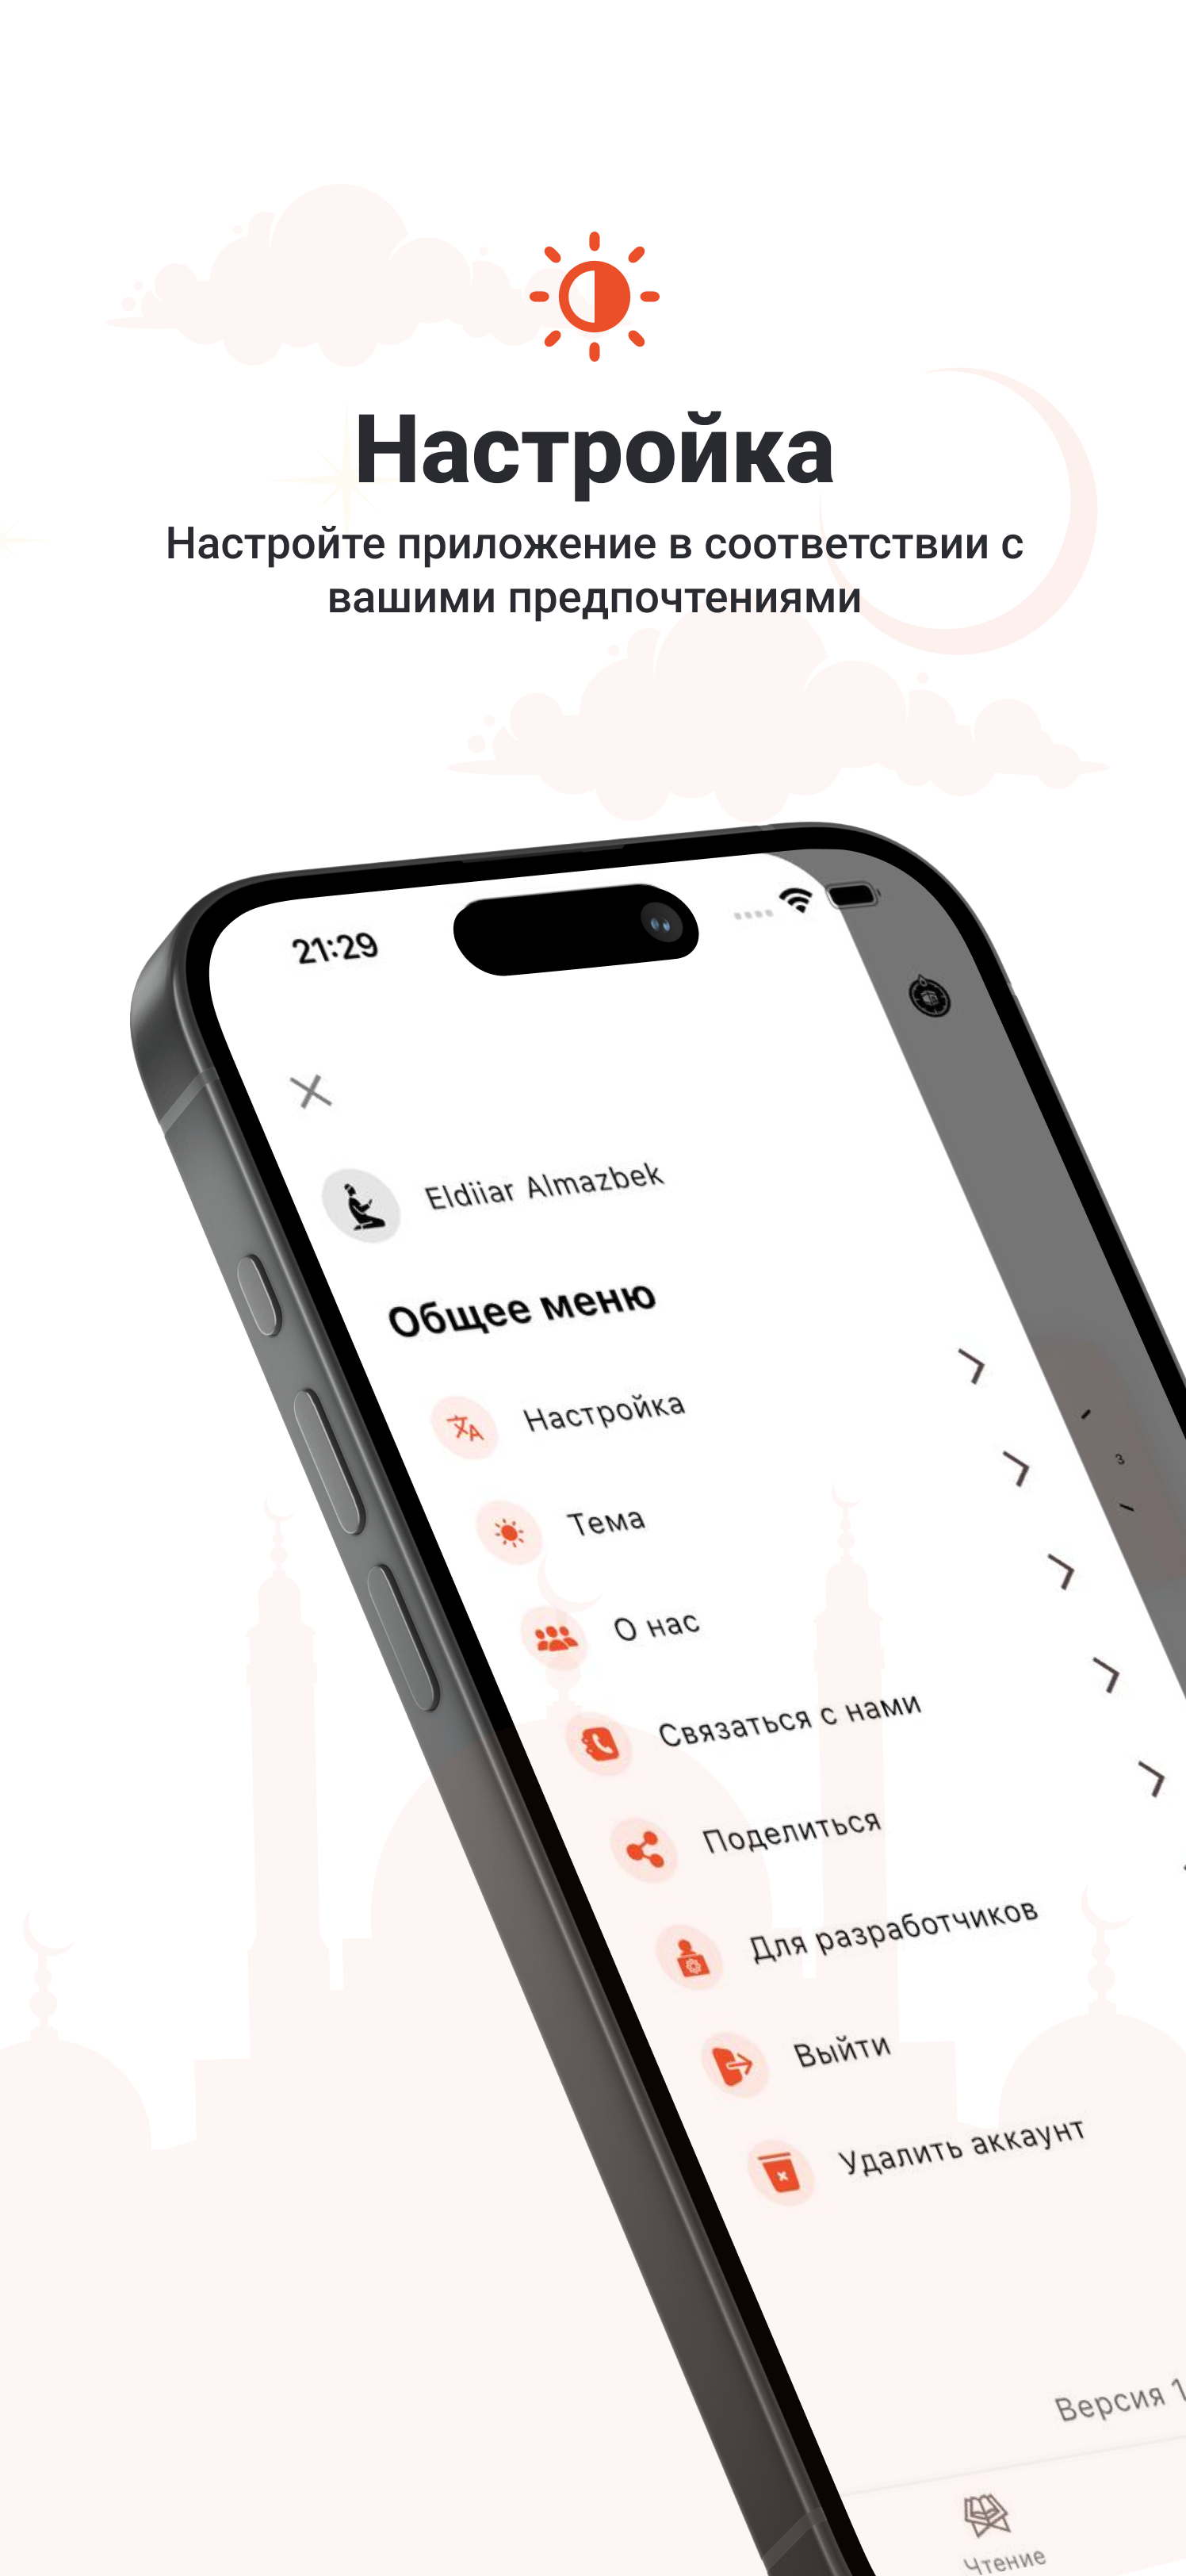 Настройка
Настройте приложение в соответствии с
вашими предпочтениями
21:29
Eldiiar Almazbek
Общее меню
Настройка
Тема
3
О нас
Связаться с нами
Поделиться
Для разработчиков
Выйти
Удалить аккаунт
Версия 1
Чтение